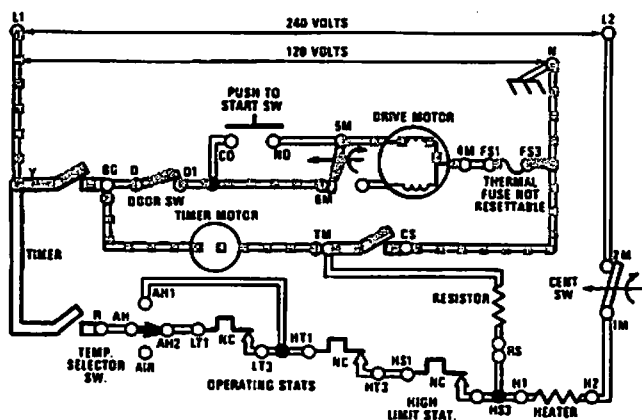 L1
240 VOLTS
L2
120 VOLTS
N
PUSH TO
START SW
DRIVE MOTOR
5M
CO
NO
4M
FS1
FS3
Y
BC
D
D1
6M
DOOR SW
THERMAL
FUSE NOT
RESETTABLE
TIMER MOTOR
TM
CS
TIMER
2M
CENT
SW
1M
AH1
RESISTOR
R
AH
AH2
LT1
NC
HT1
RS
TEMP.
SELECTOR
SW.
AIR
LT3
NC
HS1
OPERATING STATS
HT3
NC
H1
H2
HIGH
LIMIT STAT.
HS3
HEATER